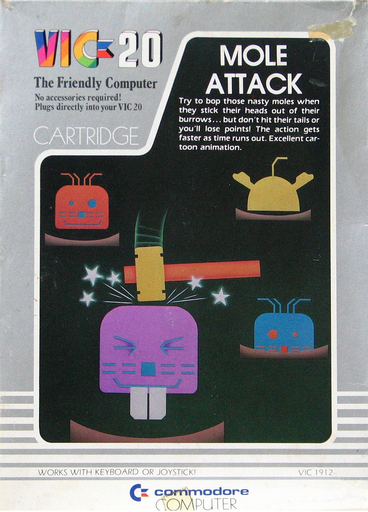 VIC-20
The Friendly Computer
No accessories required!
Plugs directly into your VIC 20
CARTRIDGE
MOLE
ATTACK
Try to bop those nasty moles when
they stick their heads out of their
burrows... but don't hit their tails or
you'll lose points! The action gets
faster as time runs out. Excellent car-
toon animation.
WORKS WITH KEYBOARD OR JOYSTICK!
VIC 1912
commodore
COMPUTER